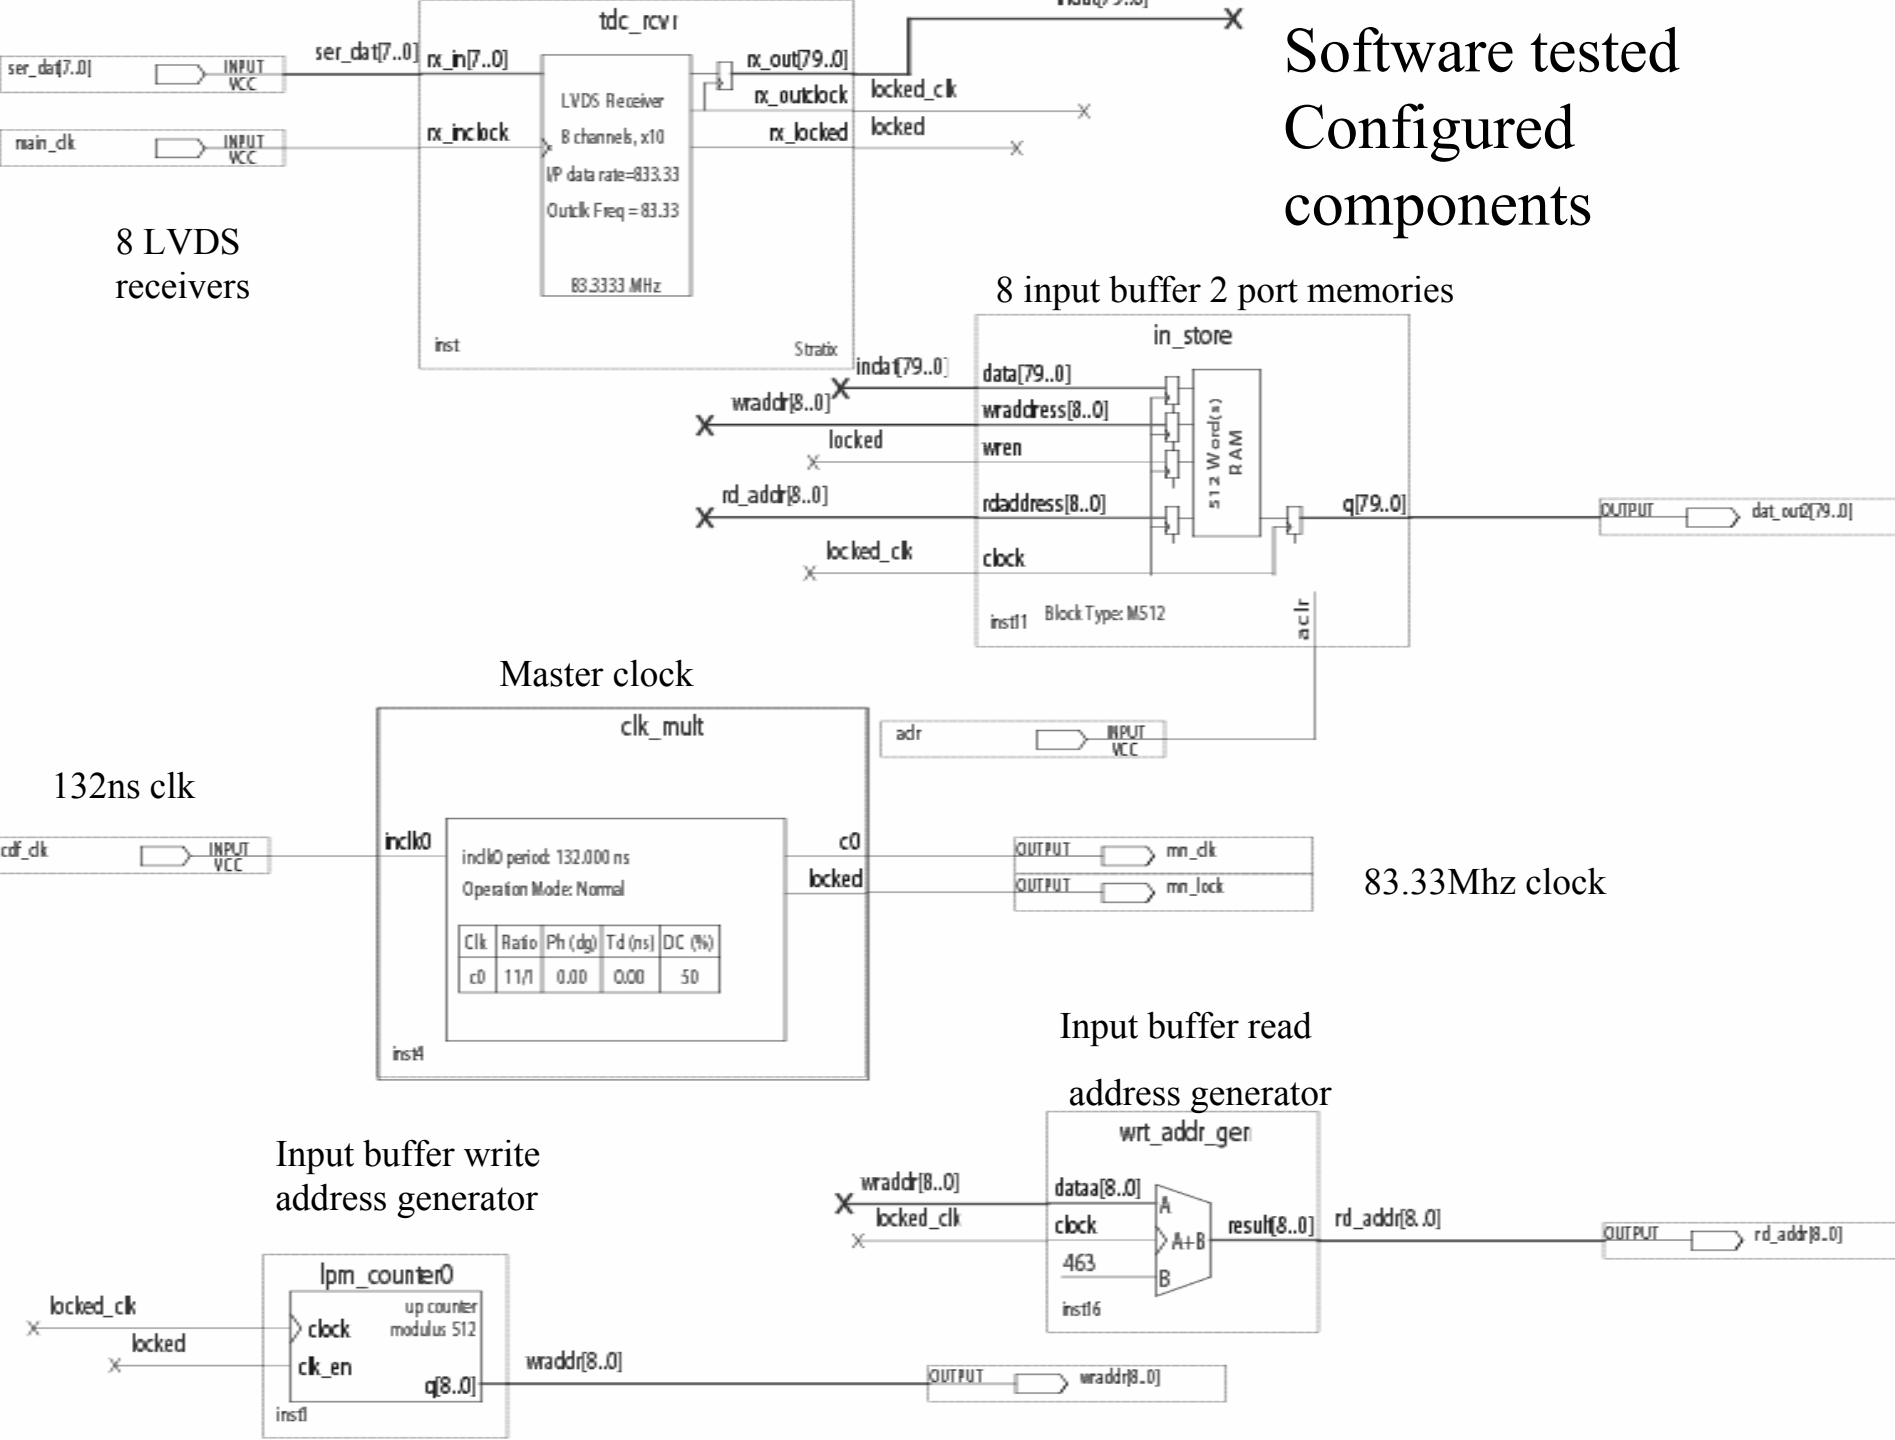 Software tested
Configured
components
tdc_rcvr
ser_dat[7..0]
INPUT
VCC
ser_dat[7..0]
rx_in[7..0]
rx_out[79..0]
main_clk
INPUT
VCC
rx_inclock
rx_outclock
locked_clk
rx_locked
locked
LVDS Receiver
8 channels, x10
I/P data rate=833.33
Outclk Freq = 83.33
83.3333 MHz
inst
Stratix
8 LVDS
receivers
8 input buffer 2 port memories
in_store
indat[79..0]
data[79..0]
wraddr[8..0]
wraddress[8..0]
locked
wren
rd_addr[8..0]
rdaddress[8..0]
locked_clk
clock
512 Word(s)
RAM
q[79..0]
OUTPUT
dat_out2[79..0]
inst11
Block Type: M512
aclr
aclr
INPUT
VCC
Master clock
clk_mult
132ns clk
cdf_clk
INPUT
VCC
inclk0
inclk0 period: 132.000 ns
Operation Mode: Normal
Clk Ratio Ph (dg) Td (ns) DC (%)
c0 11/1 0.00 0.00 50
c0
locked
inst4
OUTPUT
mn_clk
OUTPUT
mn_lock
83.33Mhz clock
Input buffer read
address generator
wrt_addr_gen
wraddr[8..0]
dataa[8..0]
locked_clk
clock
463
A
A+B
B
result[8..0]
rd_addr[8..0]
OUTPUT
rd_addr[8..0]
inst16
Input buffer write
address generator
lpm_counter0
up counter
modulus 512
locked_clk
clock
locked
clk_en
q[8..0]
inst1
wraddr[8..0]
OUTPUT
wraddr[8..0]